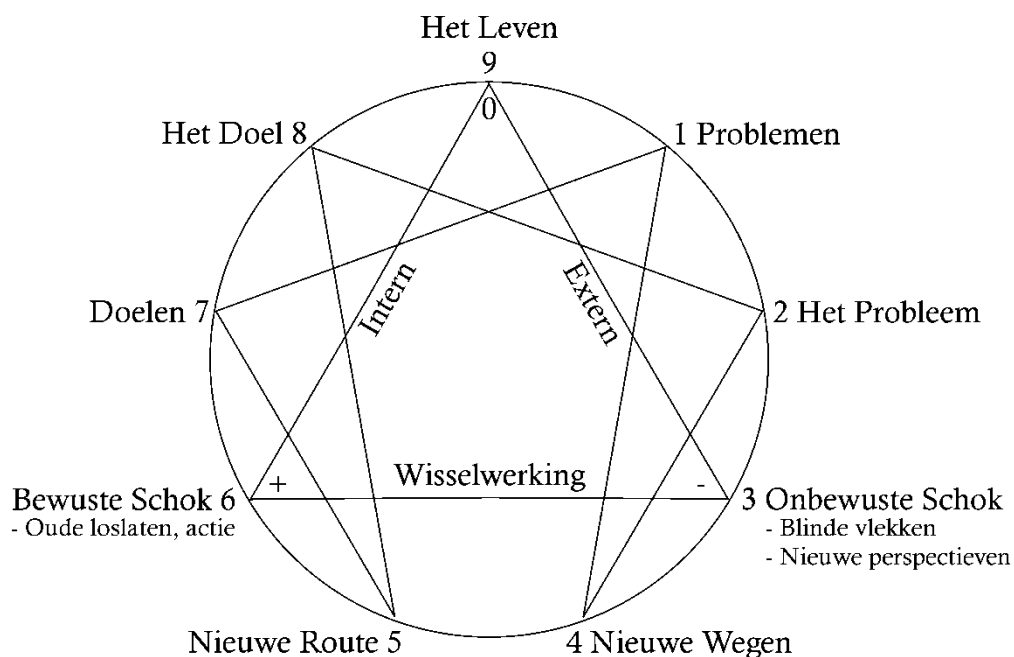 Het Leven
9
0
Het Doel 8
1 Problemen
Intern
Extern
Doelen 7
2 Het Probleem
Wisselwerking
+
-
Bewuste Schok 6
- Oude loslaten, actie
3 Onbewuste Schok
- Blinde vlekken
- Nieuwe perspectieven
Nieuwe Route 5
4 Nieuwe Wegen